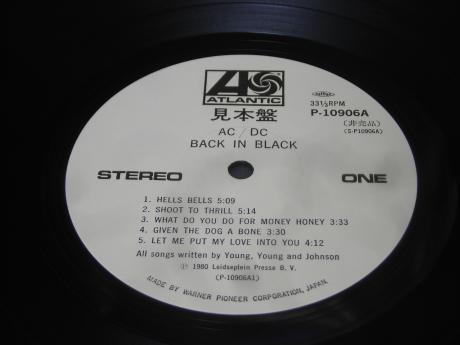 ATLANTIC
見本盤
AC/DC
BACK IN BLACK
33⅓RPM
P-10906A
(非売品)
(S-P10906A)
STEREO
ONE
1. HELLS BELLS 5:09
2. SHOOT TO THRILL 5:14
3. WHAT DO YOU DO FOR MONEY HONEY 3:33
4. GIVEN THE DOG A BONE 3:30
5. LET ME PUT MY LOVE INTO YOU 4:12
All songs written by Young, Young and Johnson
Ⓟ 1980 Leidseplein Presse B. V.
(P-10906A1)
MADE BY WARNER PIONEER CORPORATION, JAPAN.